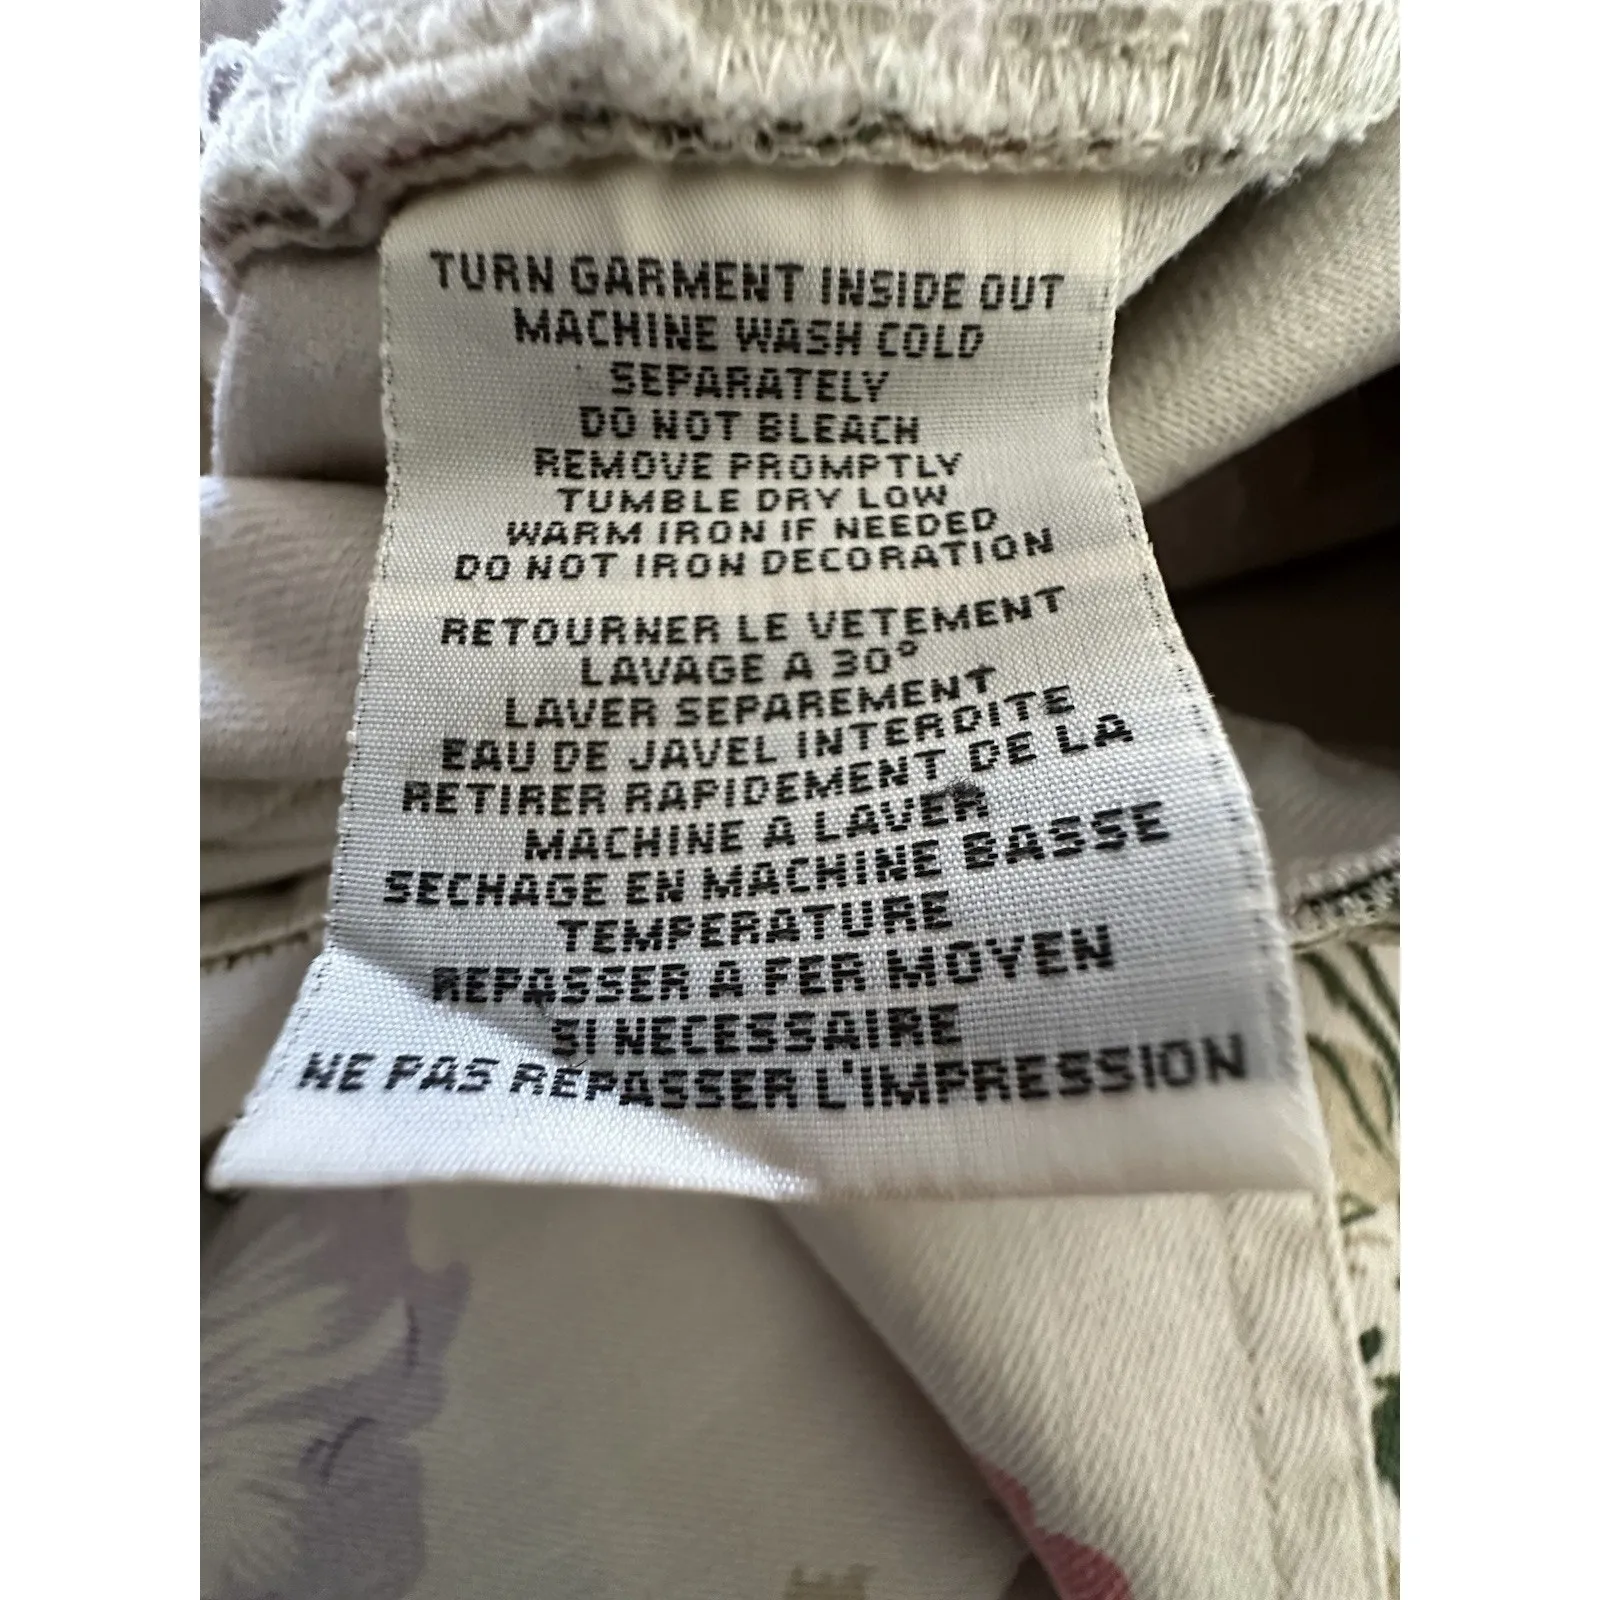 TURN GARMENT INSIDE OUT
MACHINE WASH COLD
SEPARATELY
DO NOT BLEACH
REMOVE PROMPTLY
TUMBLE DRY LOW
WARM IRON IF NEEDED
DO NOT IRON DECORATION
RETOURNER LE VETEMENT
LAVAGE A 30°
LAVER SEPAREMENT
EAU DE JAVEL INTERDITE
RETIRER RAPIDEMENT DE LA
MACHINE A LAVER
SECHAGE EN MACHINE BASSE
TEMPERATURE
REPASSER A FER MOYEN
SI NECESSAIRE
NE PAS REPASSER L'IMPRESSION